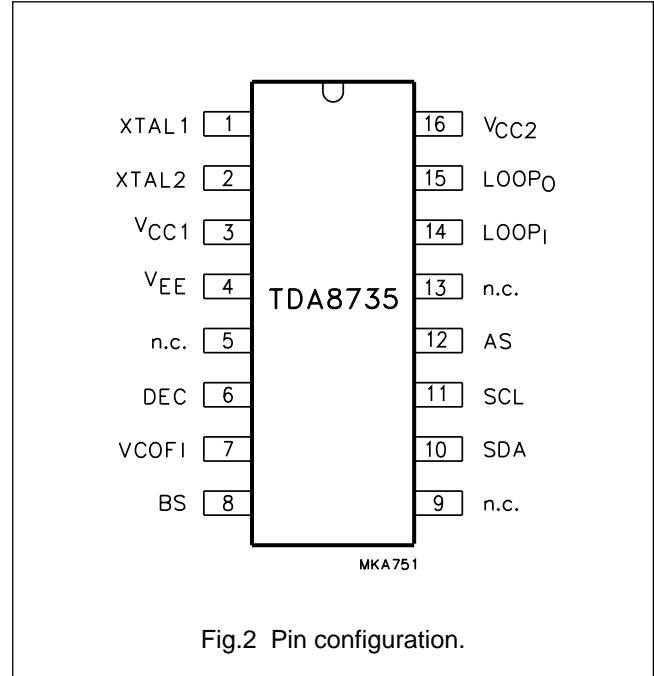 XTAL1 1 16 VCC2
XTAL2 2 15 LOOPO
VCC1 3 14 LOOPI
VEE 4 13 n.c.
TDA8735
n.c. 5 12 AS
DEC 6 11 SCL
VCOFI 7 10 SDA
BS 8 9 n.c.
MKA751
Fig.2 Pin configuration.